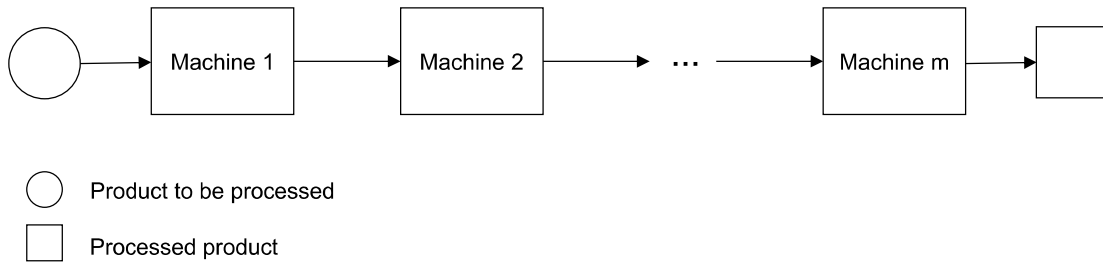 Machine 1
Machine 2
...
Machine m
Product to be processed
Processed product